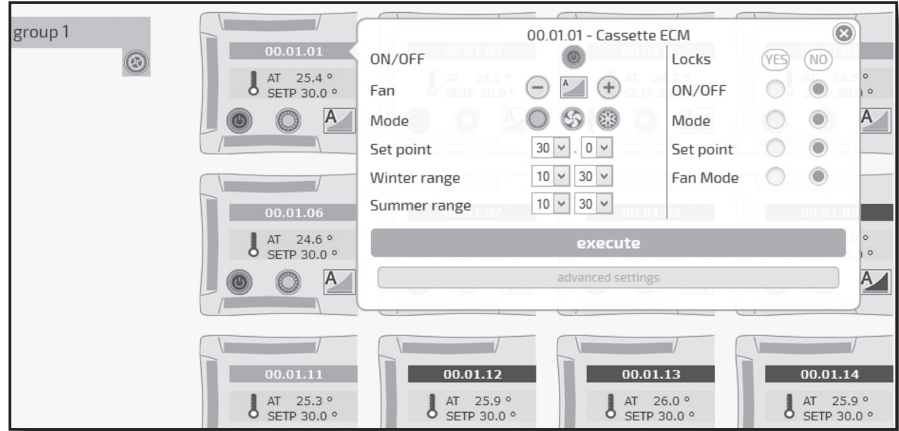 group 1
00.01.01
AT 25.4 °
SETP 30.0 °
A
00.01.01 - Cassette ECM
ON/OFF
Fan
A
Mode
Set point
30 . 0
Winter range
10 30
Summer range
10 30
Locks
YES NO
ON/OFF
Mode
Set point
Fan Mode
execute
advanced settings
A
00.01.06
AT 24.6 °
SETP 30.0 °
A
A
00.01.11
AT 25.3 °
SETP 30.0 °
00.01.12
AT 25.9 °
SETP 30.0 °
00.01.13
AT 26.0 °
SETP 30.0 °
00.01.14
AT 25.9 °
SETP 30.0 °